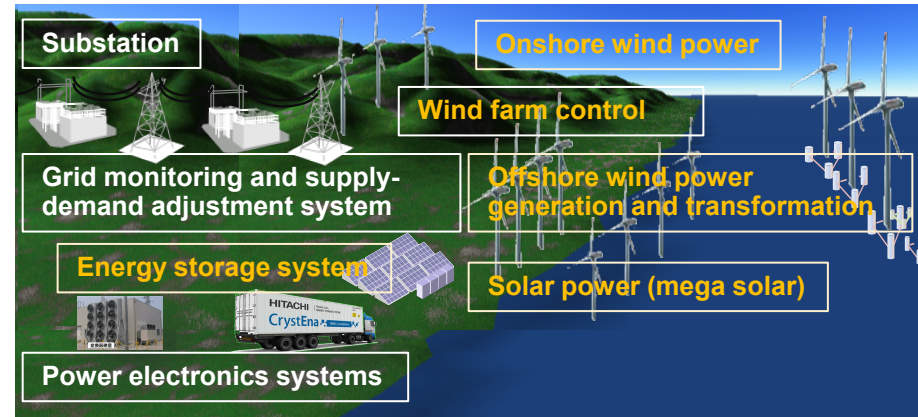 Substation
Onshore wind power
Wind farm control
Grid monitoring and supply-
demand adjustment system
Offshore wind power
generation and transformation
Energy storage system
Solar power (mega solar)
HITACHI
CrystEna
Power electronics systems